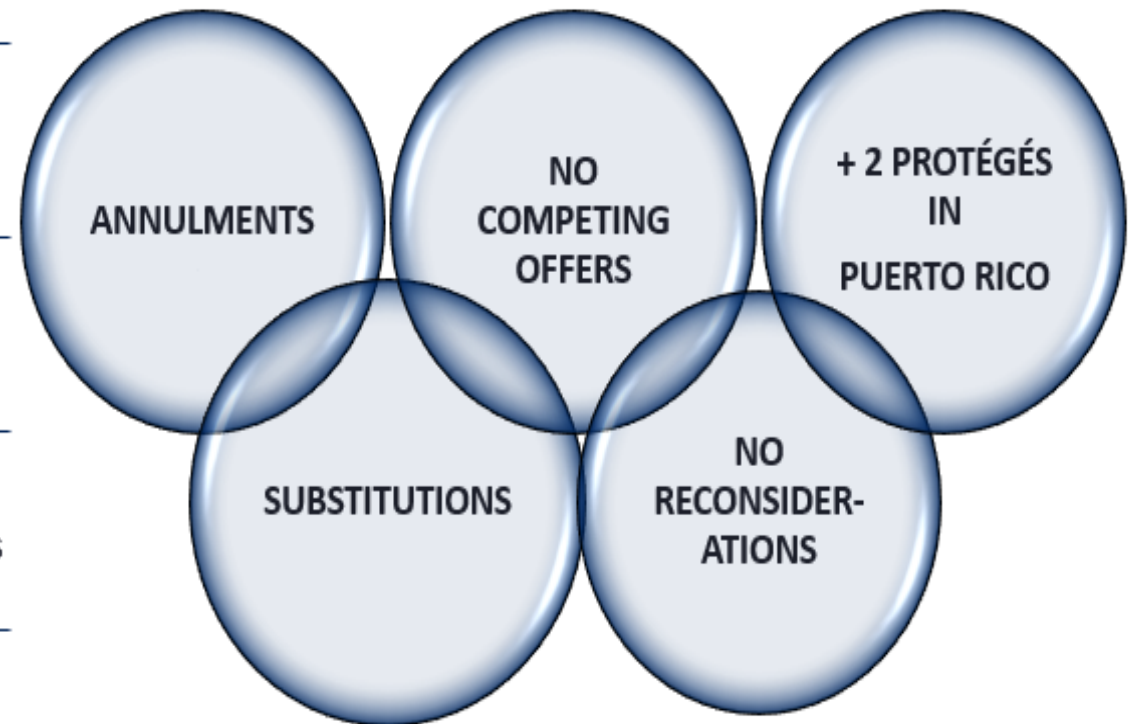 ANNULMENTS
NO
COMPETING
OFFERS
+ 2 PROTÉGÉS
IN
PUERTO RICO
SUBSTITUTIONS
NO
RECONSIDER-
ATIONS